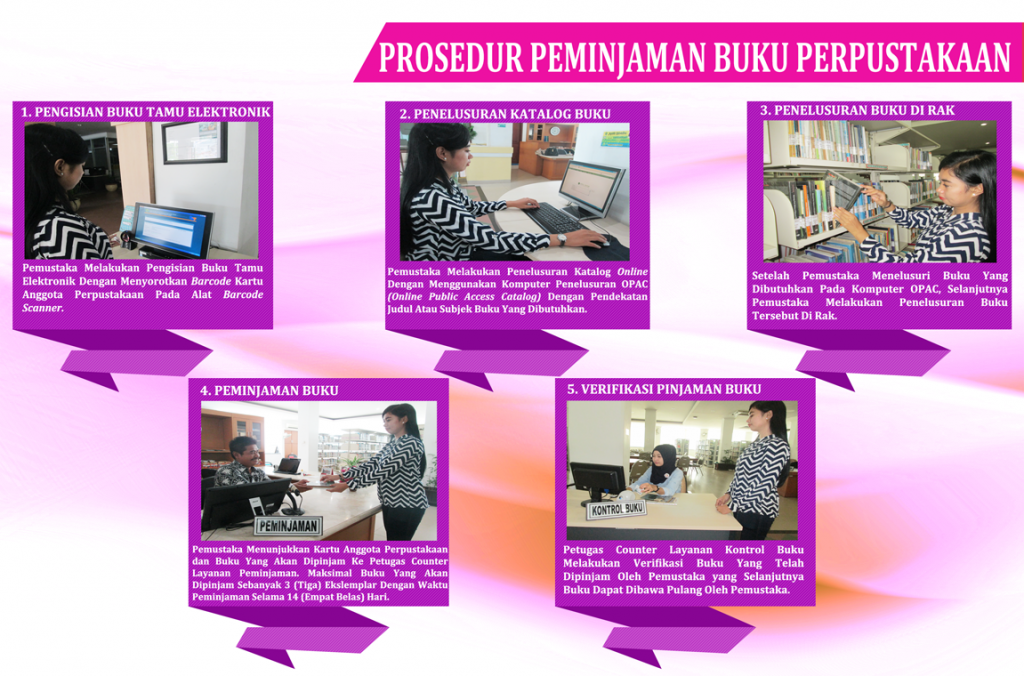 PROSEDUR PEMINJAMAN BUKU PERPUSTAKAAN
1. PENGISIAN BUKU TAMU ELEKTRONIK
Pemustaka Melakukan Pengisian Buku Tamu
Elektronik Dengan Menyorotkan Barcode Kartu
Anggota Perpustakaan Pada Alat Barcode
Scanner.
2. PENELUSURAN KATALOG BUKU
Pemustaka Melakukan Penelusuran Katalog Online
Dengan Menggunakan Komputer Penelusuran OPAC
(Online Public Access Catalog) Dengan Pendekatan
Judul Atau Subjek Buku Yang Dibutuhkan.
3. PENELUSURAN BUKU DI RAK
Setelah Pemustaka Menelusuri Buku Yang
Dibutuhkan Pada Komputer OPAC, Selanjutnya
Pemustaka Melakukan Penelusuran Buku
Tersebut Di Rak.
4. PEMINJAMAN BUKU
PEMINJAMAN
Pemustaka Menunjukkan Kartu Anggota Perpustakaan
dan Buku Yang Akan Dipinjam Ke Petugas Counter
Layanan Peminjaman. Maksimal Buku Yang Akan
Dipinjam Sebanyak 3 (Tiga) Ekslemplar Dengan Waktu
Peminjaman Selama 14 (Empat Belas) Hari.
5. VERIFIKASI PINJAMAN BUKU
KONTROL BUKU
Petugas Counter Layanan Kontrol Buku
Melakukan Verifikasi Buku Yang Telah
Dipinjam Oleh Pemustaka yang Selanjutnya
Buku Dapat Dibawa Pulang Oleh Pemustaka.